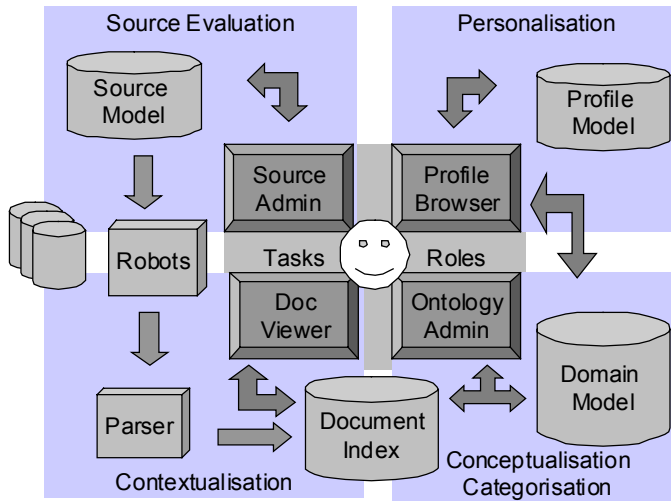 Source Evaluation
Personalisation
Source
Model
Profile
Model
Source
Admin
Profile
Browser
Robots
Tasks
Roles
Doc
Viewer
Ontology
Admin
Parser
Document
Index
Domain
Model
Contextualisation
Conceptualisation
Categorisation